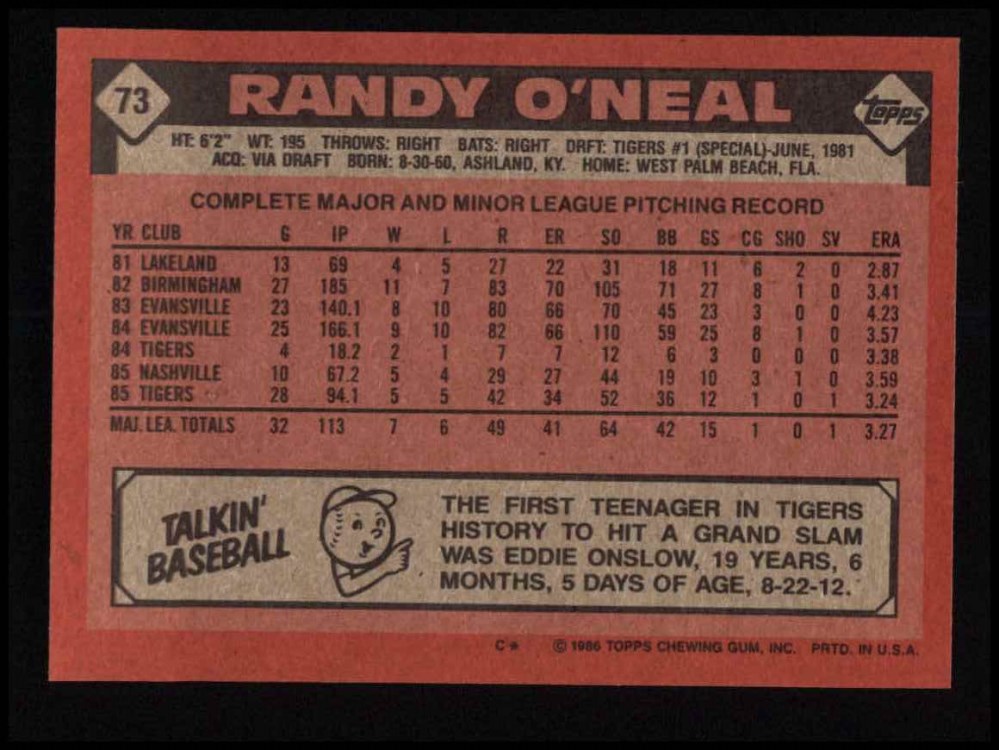 73
RANDY O'NEAL
topps
HT: 6'2" WT: 195 THROWS: RIGHT BATS: RIGHT DRFT: TIGERS #1 (SPECIAL)-JUNE, 1981
ACQ: VIA DRAFT BORN: 8-30-60, ASHLAND, KY. HOME: WEST PALM BEACH, FLA.
COMPLETE MAJOR AND MINOR LEAGUE PITCHING RECORD
YR CLUB G IP W L R ER SO BB GS CG SHO SV ERA
81 LAKELAND 13 69 4 5 27 22 31 18 11 6 2 0 2.87
82 BIRMINGHAM 27 185 11 7 83 70 105 71 27 8 1 0 3.41
83 EVANSVILLE 23 140.1 8 10 80 66 70 45 23 3 0 0 4.23
84 EVANSVILLE 25 166.1 9 10 82 66 110 59 25 8 1 0 3.57
84 TIGERS 4 18.2 2 1 7 7 12 6 3 0 0 0 3.38
85 NASHVILLE 10 67.2 5 4 29 27 44 19 10 3 1 0 3.59
85 TIGERS 28 94.1 5 5 42 34 52 36 12 1 0 1 3.24
MAJ. LEA. TOTALS 32 113 7 6 49 41 64 42 15 1 0 1 3.27
TALKIN'
BASEBALL
THE FIRST TEENAGER IN TIGERS
HISTORY TO HIT A GRAND SLAM
WAS EDDIE ONSLOW, 19 YEARS, 6
MONTHS, 5 DAYS OF AGE, 8-22-12.
C* © 1986 TOPPS CHEWING GUM, INC. PRTD. IN U.S.A.